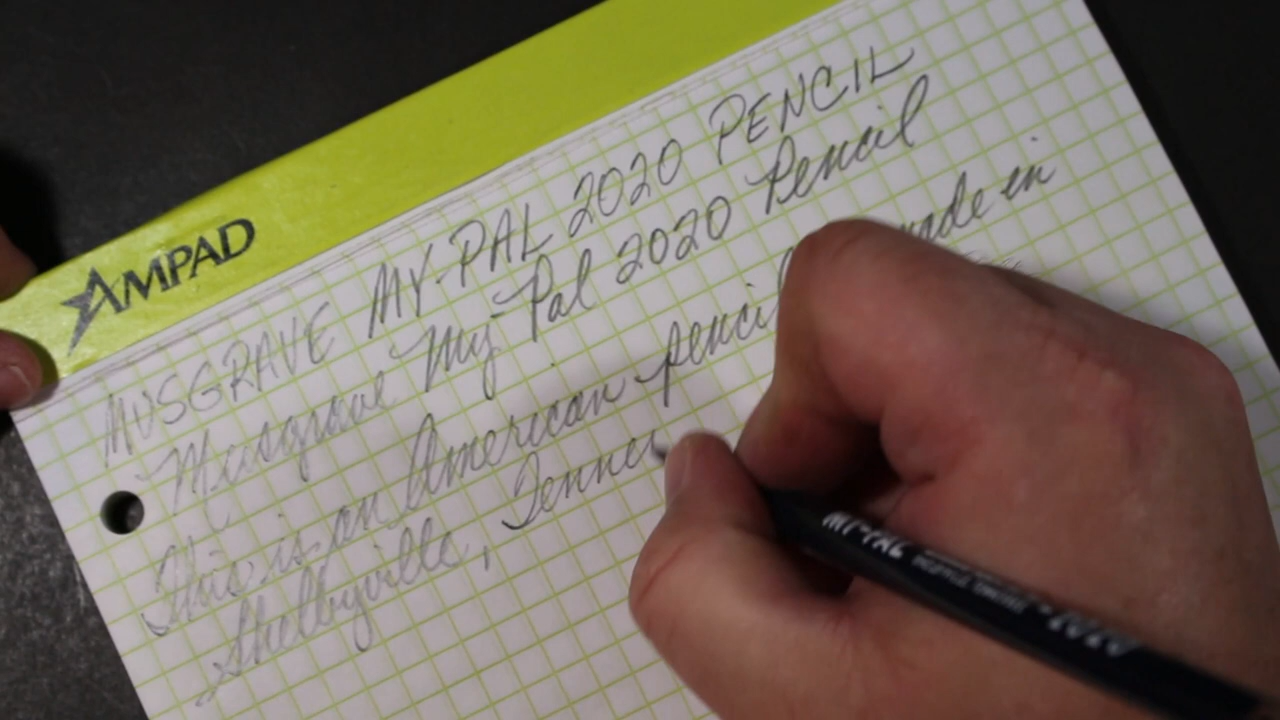 AMPAD
MUSGRAVE MY-PAL 2020 PENCIL
Musgrave My Pal 2020 Pencil
This is an American pencil made in
Shelbyville, Tennes
MY-PAL 2020